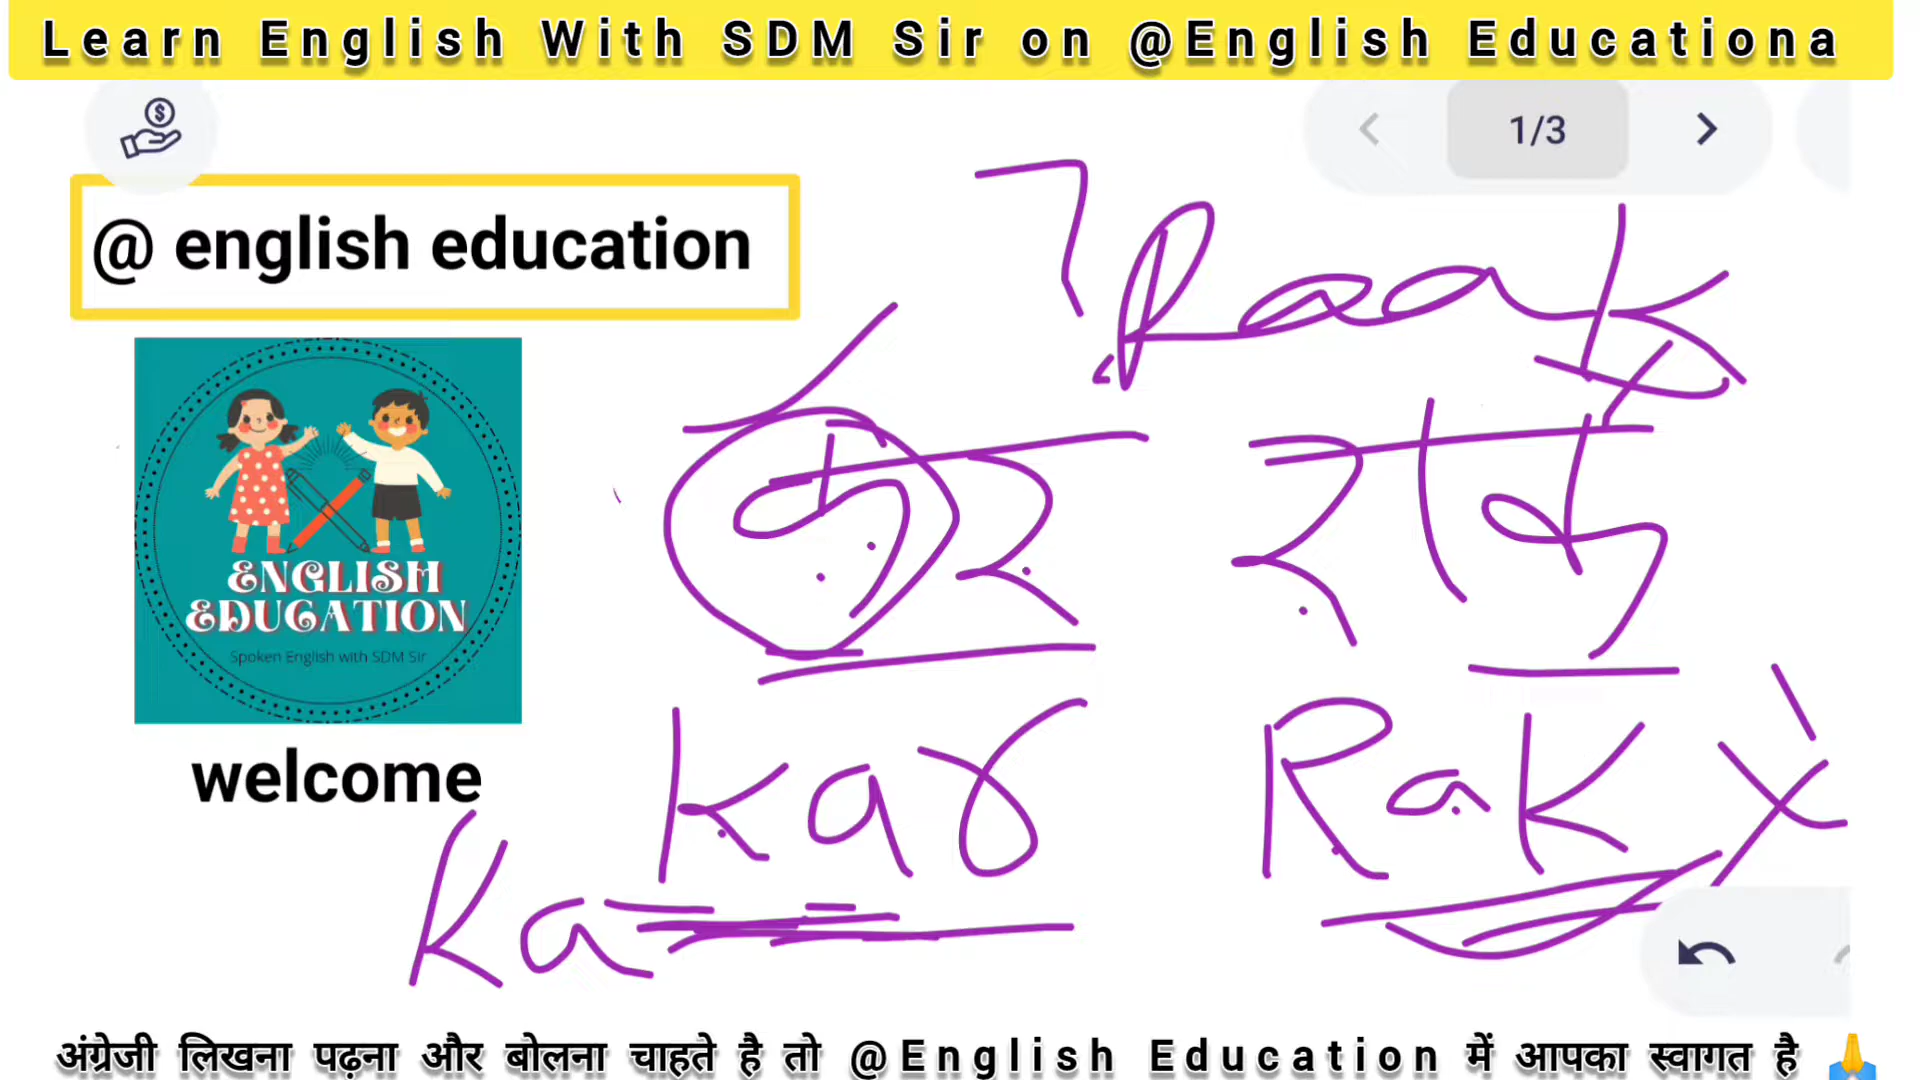 Learn English With SDM Sir on @English Educationa
1/3
@ english education
Raak
कर राक
ENGLISH
EDUCATION
Spoken English with SDM Sir
welcome
kar Rak
Ka
अंग्रेजी लिखना पढ़ना और बोलना चाहते है तो @English Education में आपका स्वागत है 🙏